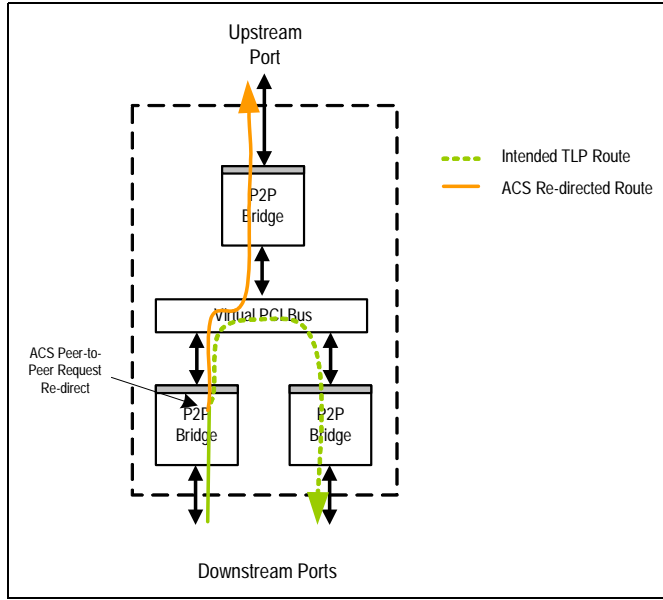 Upstream
Port
Intended TLP Route
ACS Re-directed Route
P2P
Bridge
Virtual PCI Bus
ACS Peer-to-
Peer Request
Re-direct
P2P
Bridge
P2P
Bridge
Downstream Ports